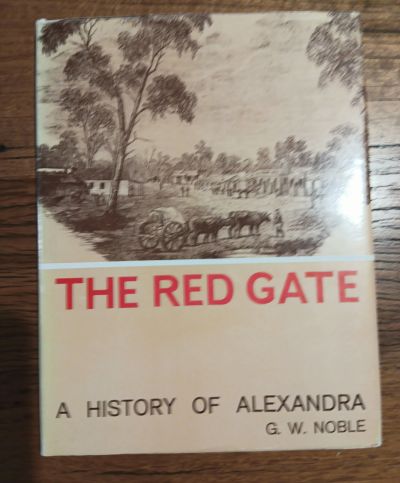 THE RED GATE
A HISTORY OF ALEXANDRA
G. W. NOBLE